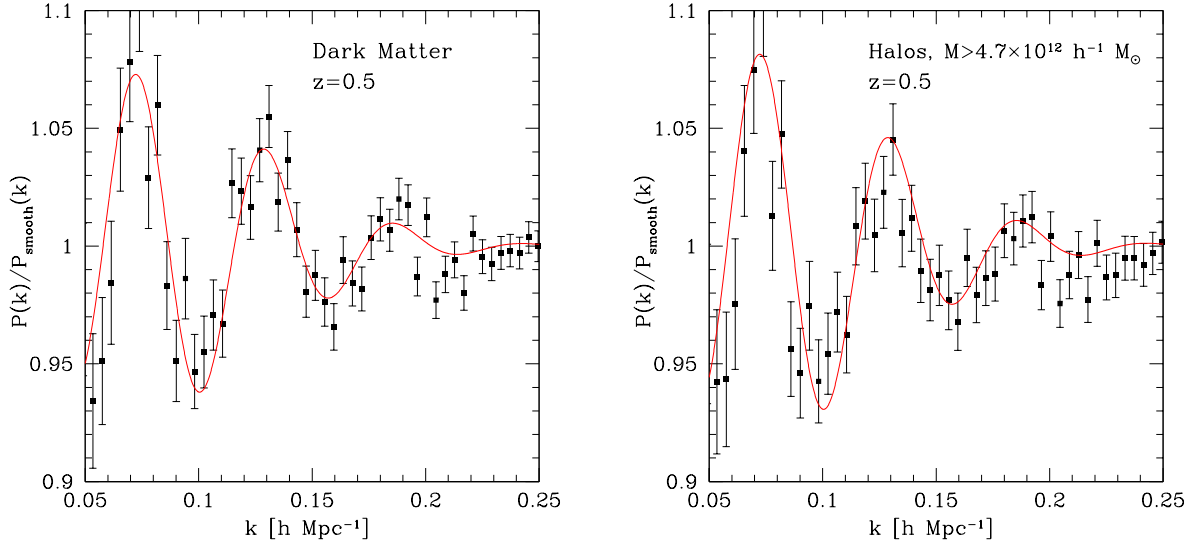 1.1
Dark Matter
z=0.5
1.05
P(k)/P_smooth(k)
1
0.95
0.9
0.05 0.1 0.15 0.2 0.25
k [h Mpc⁻¹]
1.1
Halos, M>4.7×10¹² h⁻¹ M☉
z=0.5
1.05
P(k)/P_smooth(k)
1
0.95
0.9
0.05 0.1 0.15 0.2 0.25
k [h Mpc⁻¹]